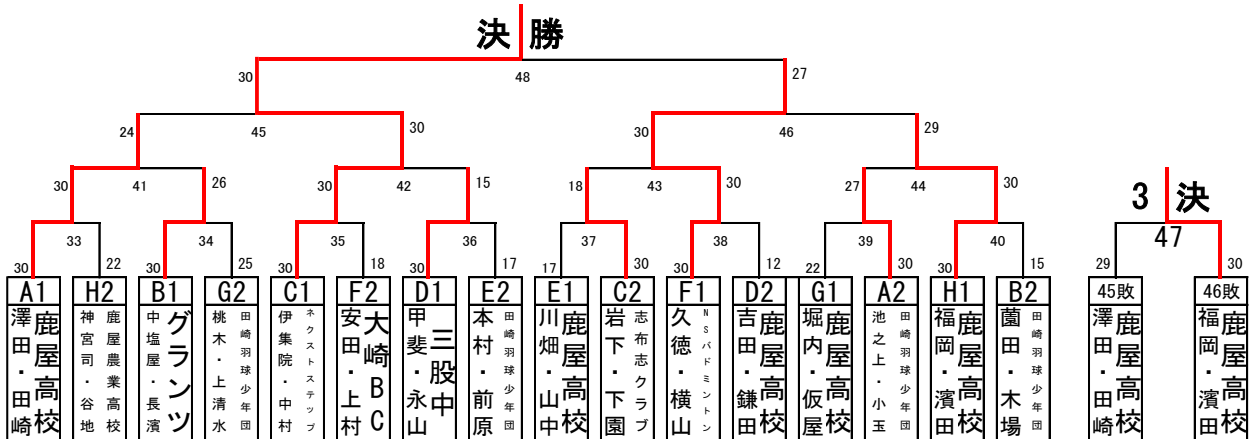 決 勝
30
48
27
24
45
30
30
46
29
30
41
26
30
42
15
18
43
30
27
44
30
3 決
47
33
34
35
36
37
38
39
40
30
22
30
25
30
18
30
17
17
30
30
12
22
30
30
15
29
30
A1
H2
B1
G2
C1
F2
D1
E2
E1
C2
F1
D2
G1
A2
H1
B2
45敗
46敗
鹿屋高校
澤田・田崎
鹿屋農業高校
神宮司・谷地
グランツ
中塩屋・長濱
田崎羽球少年団
桃木・上清水
ネクストステップ
伊集院・中村
大崎BC
安田・上村
三股中
甲斐・永山
田崎羽球少年団
本村・前原
鹿屋高校
川畑・山中
志布志クラブ
岩下・下園
NSバドミントン
久徳・横山
鹿屋高校
吉田・鎌田
鹿屋高校
堀内・仮屋
田崎羽球少年団
池之上・小玉
鹿屋高校
福岡・濱田
田崎羽球少年団
薗田・木場
鹿屋高校
澤田・田崎
鹿屋高校
福岡・濱田